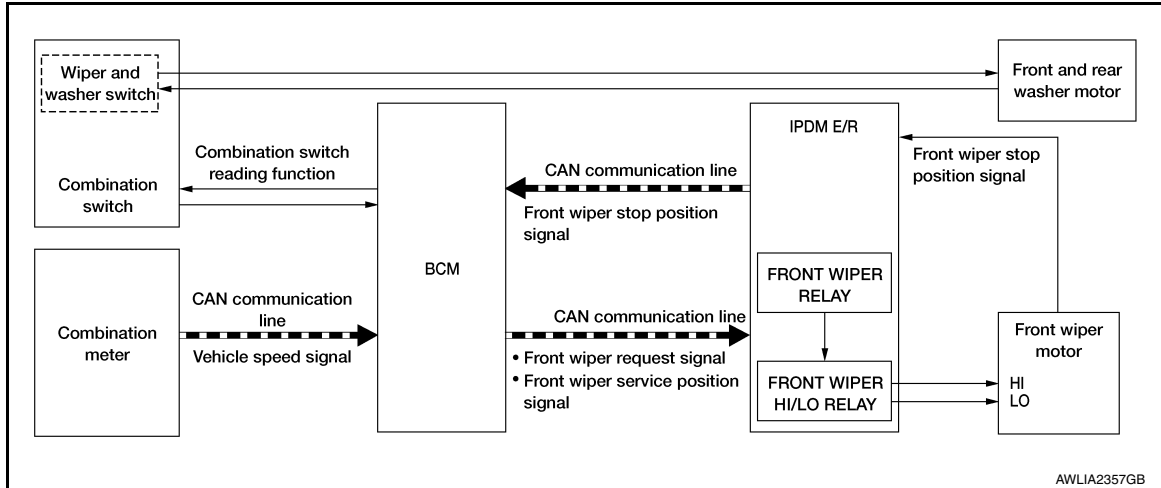 Wiper and
washer switch
Combination
switch
Combination switch
reading function
Combination
meter
CAN communication
line
Vehicle speed signal
BCM
CAN communication line
Front wiper stop position
signal
CAN communication line
• Front wiper request signal
• Front wiper service position
signal
IPDM E/R
FRONT WIPER
RELAY
FRONT WIPER
HI/LO RELAY
Front and rear
washer motor
Front wiper stop
position signal
Front wiper
motor
HI
LO
AWLIA2357GB